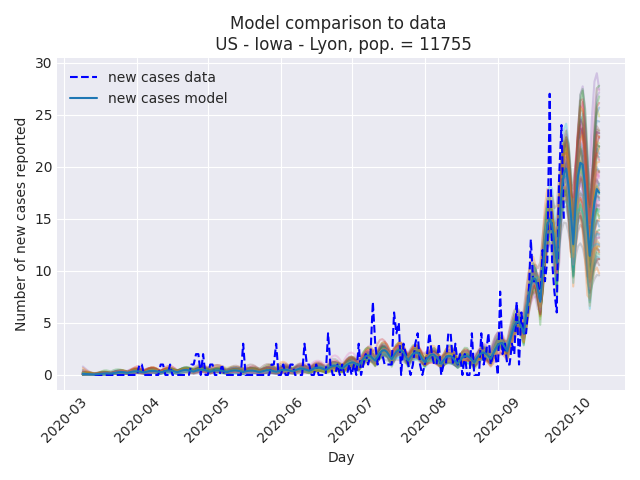 Model comparison to data
US - Iowa - Lyon, pop. = 11755
new cases data
new cases model
Number of new cases reported
30
25
20
15
10
5
0
2020-03
2020-04
2020-05
2020-06
2020-07
2020-08
2020-09
2020-10
Day